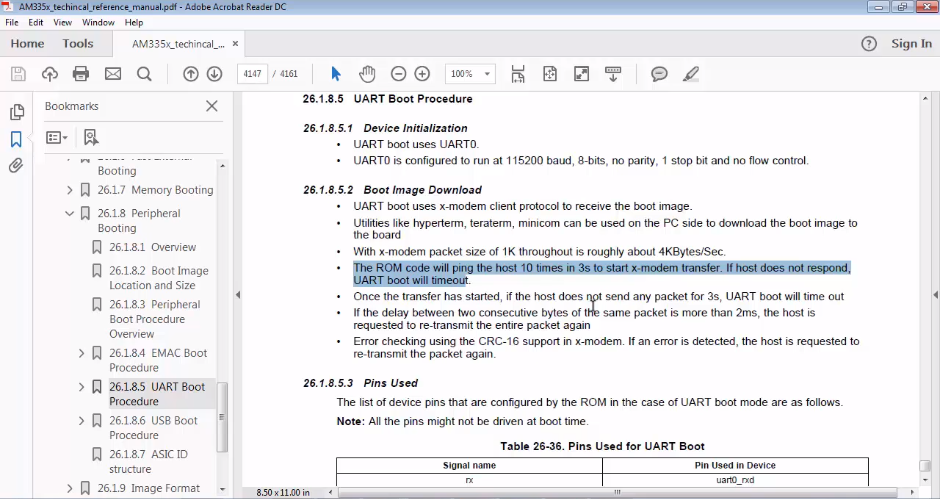 AM335x_techincal_reference_manual.pdf - Adobe Acrobat Reader DC
File Edit View Window Help
Home Tools AM335x_techincal_... × Sign In
4147 / 4161 100%
Bookmarks
Booting
26.1.7 Memory Booting
26.1.8 Peripheral
Booting
26.1.8.1 Overview
26.1.8.2 Boot Image
Location and Size
26.1.8.3 Peripheral
Boot Procedure
Overview
26.1.8.4 EMAC Boot
Procedure
26.1.8.5 UART Boot
Procedure
26.1.8.6 USB Boot
Procedure
26.1.8.7 ASIC ID
structure
26.1.9 Image Format
26.1.8.5 UART Boot Procedure
26.1.8.5.1 Device Initialization
• UART boot uses UART0.
• UART0 is configured to run at 115200 baud, 8-bits, no parity, 1 stop bit and no flow control.
26.1.8.5.2 Boot Image Download
• UART boot uses x-modem client protocol to receive the boot image.
• Utilities like hyperterm, teraterm, minicom can be used on the PC side to download the boot image to
the board
• With x-modem packet size of 1K throughout is roughly about 4KBytes/Sec.
• The ROM code will ping the host 10 times in 3s to start x-modem transfer. If host does not respond,
UART boot will timeout.
• Once the transfer has started, if the host does not send any packet for 3s, UART boot will time out
• If the delay between two consecutive bytes of the same packet is more than 2ms, the host is
requested to re-transmit the entire packet again
• Error checking using the CRC-16 support in x-modem. If an error is detected, the host is requested to
re-transmit the packet again.
26.1.8.5.3 Pins Used
The list of device pins that are configured by the ROM in the case of UART boot mode are as follows.
Note: All the pins might not be driven at boot time.
Table 26-36. Pins Used for UART Boot
Signal name Pin Used in Device
rx uart0_rxd
8.50 x 11.00 in